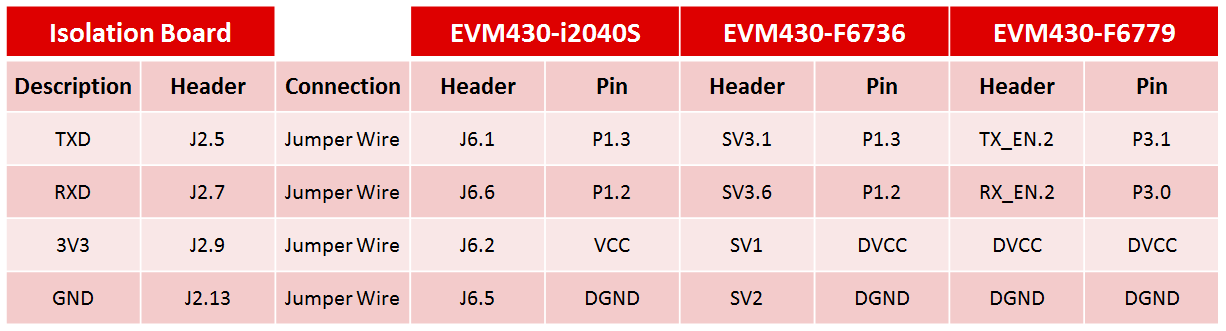 Isolation Board EVM430-i2040S EVM430-F6736 EVM430-F6779
Description Header Connection Header Pin Header Pin Header Pin
TXD J2.5 Jumper Wire J6.1 P1.3 SV3.1 P1.3 TX_EN.2 P3.1
RXD J2.7 Jumper Wire J6.6 P1.2 SV3.6 P1.2 RX_EN.2 P3.0
3V3 J2.9 Jumper Wire J6.2 VCC SV1 DVCC DVCC DVCC
GND J2.13 Jumper Wire J6.5 DGND SV2 DGND DGND DGND